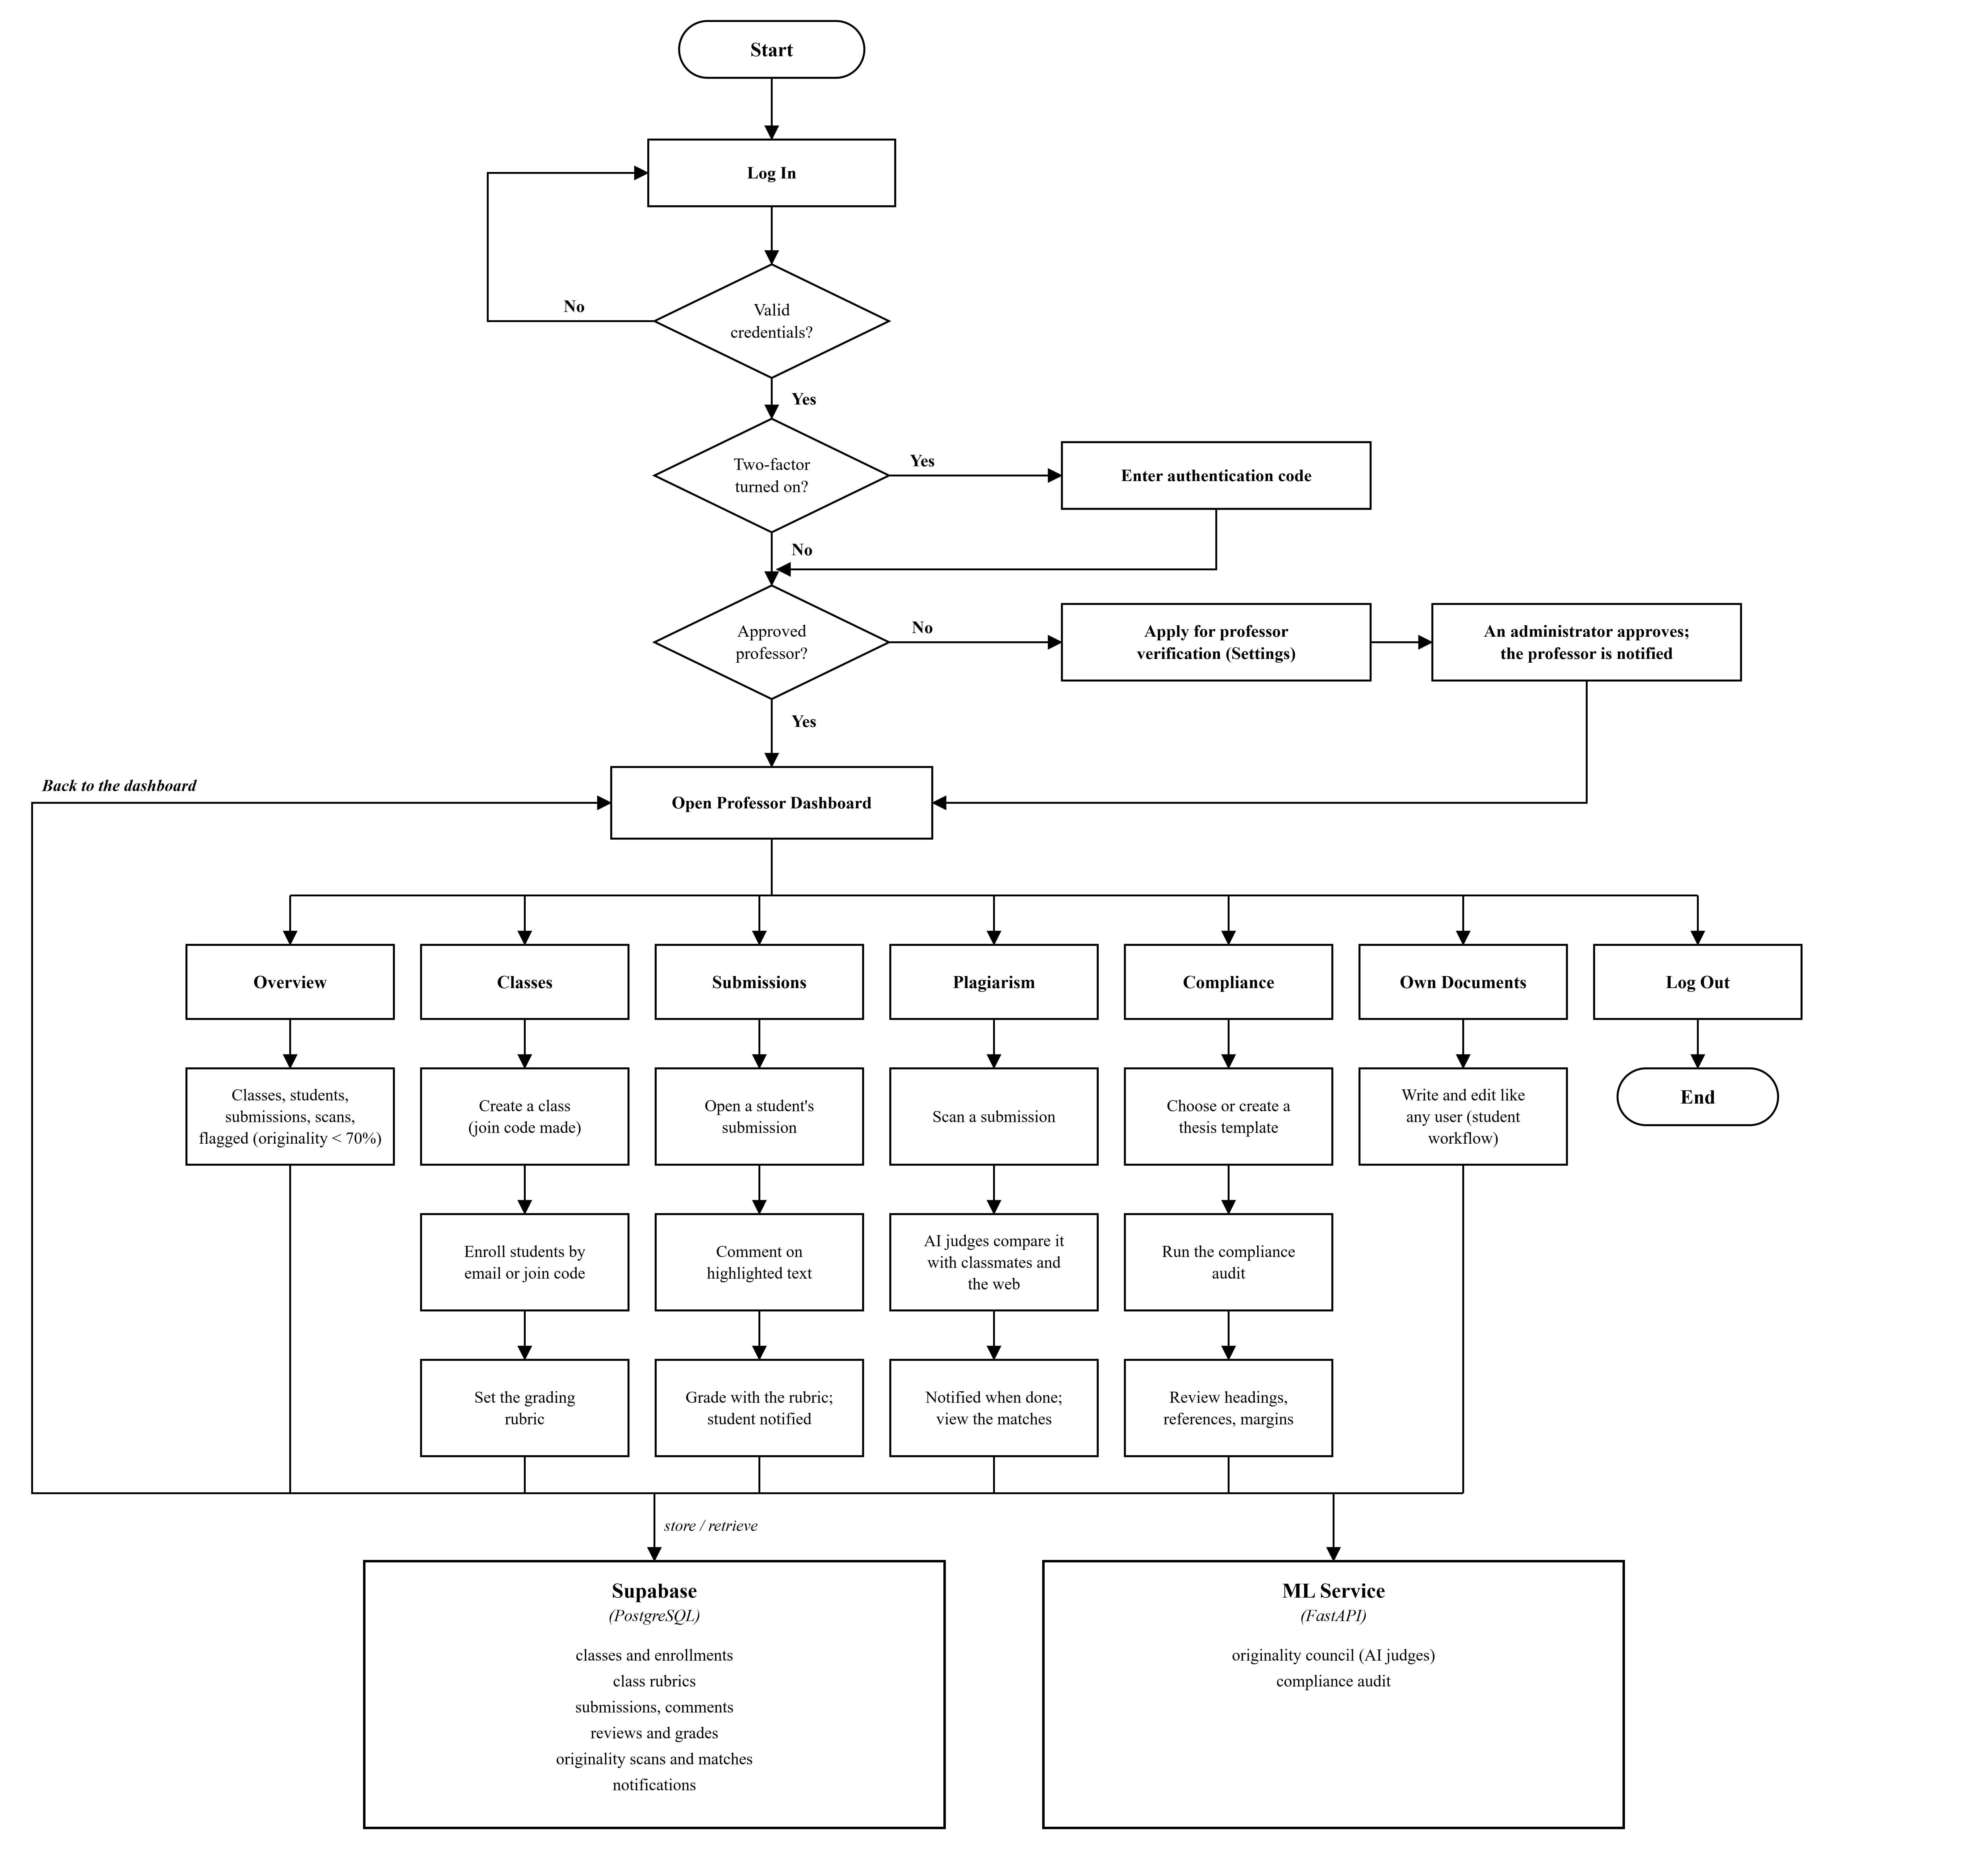 Start
Log In
No
Valid
credentials?
Yes
Two-factor
turned on?
Yes
Enter authentication code
No
Approved
professor?
No
Apply for professor
verification (Settings)
An administrator approves;
the professor is notified
Yes
Back to the dashboard
Open Professor Dashboard
Overview
Classes
Submissions
Plagiarism
Compliance
Own Documents
Log Out
Classes, students,
submissions, scans,
flagged (originality < 70%)
Create a class
(join code made)
Open a student's
submission
Scan a submission
Choose or create a
thesis template
Write and edit like
any user (student
workflow)
End
Enroll students by
email or join code
Comment on
highlighted text
AI judges compare it
with classmates and
the web
Run the compliance
audit
Set the grading
rubric
Grade with the rubric;
student notified
Notified when done;
view the matches
Review headings,
references, margins
store / retrieve
Supabase
(PostgreSQL)
classes and enrollments
class rubrics
submissions, comments
reviews and grades
originality scans and matches
notifications
ML Service
(FastAPI)
originality council (AI judges)
compliance audit